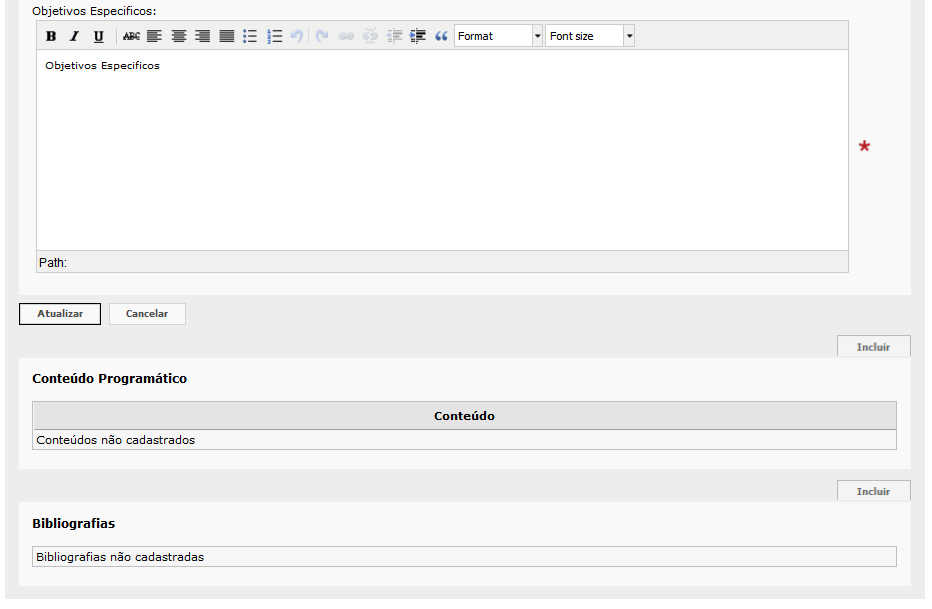 Objetivos Especificos:
B I U ABC Format Font size
Objetivos Especificos
*
Path:
Atualizar Cancelar
Incluir
Conteúdo Programático
Conteúdo
Conteúdos não cadastrados
Incluir
Bibliografias
Bibliografias não cadastradas